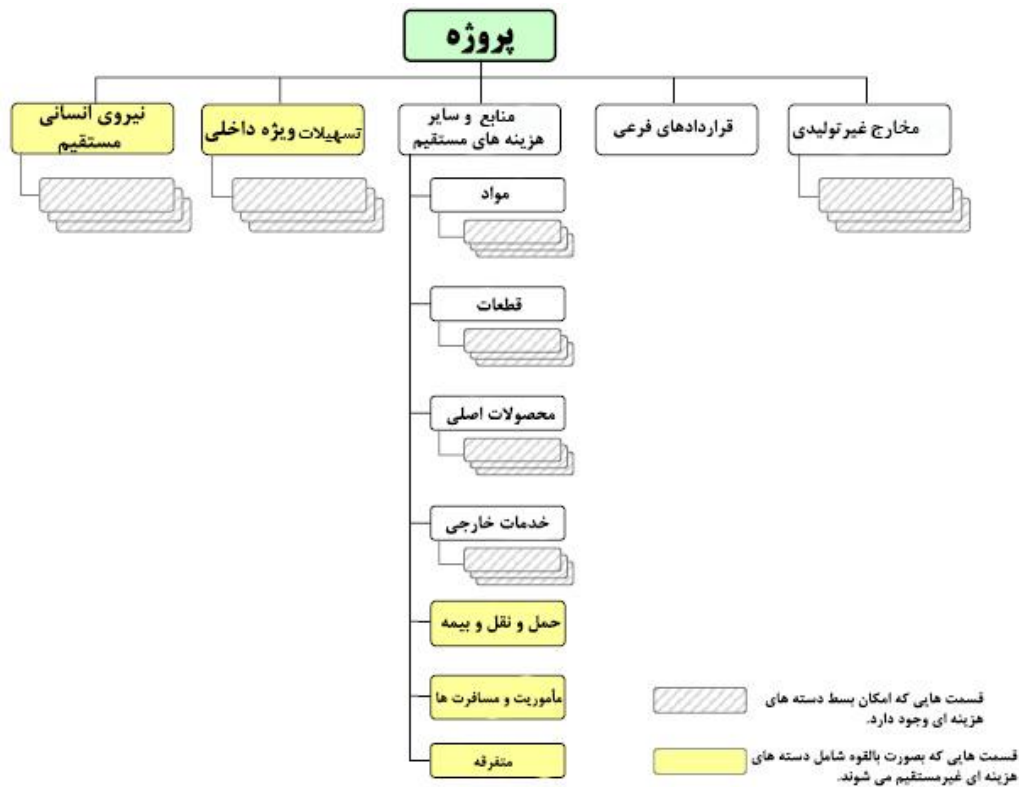 پروژه
مخارج غیرتولیدی
قراردادهای فرعی
منابع و سایر
هزینه های مستقیم
تسهیلات ویژه داخلی
نیروی انسانی
مستقیم
مواد
قطعات
محصولات اصلی
خدمات خارجی
حمل و نقل و بیمه
مأموریت و مسافرت ها
متفرقه
قسمت هایی که امکان بسط دسته های
هزینه ای وجود دارد.
قسمت هایی که بصورت بالقوه شامل دسته های
هزینه ای غیرمستقیم می شوند.